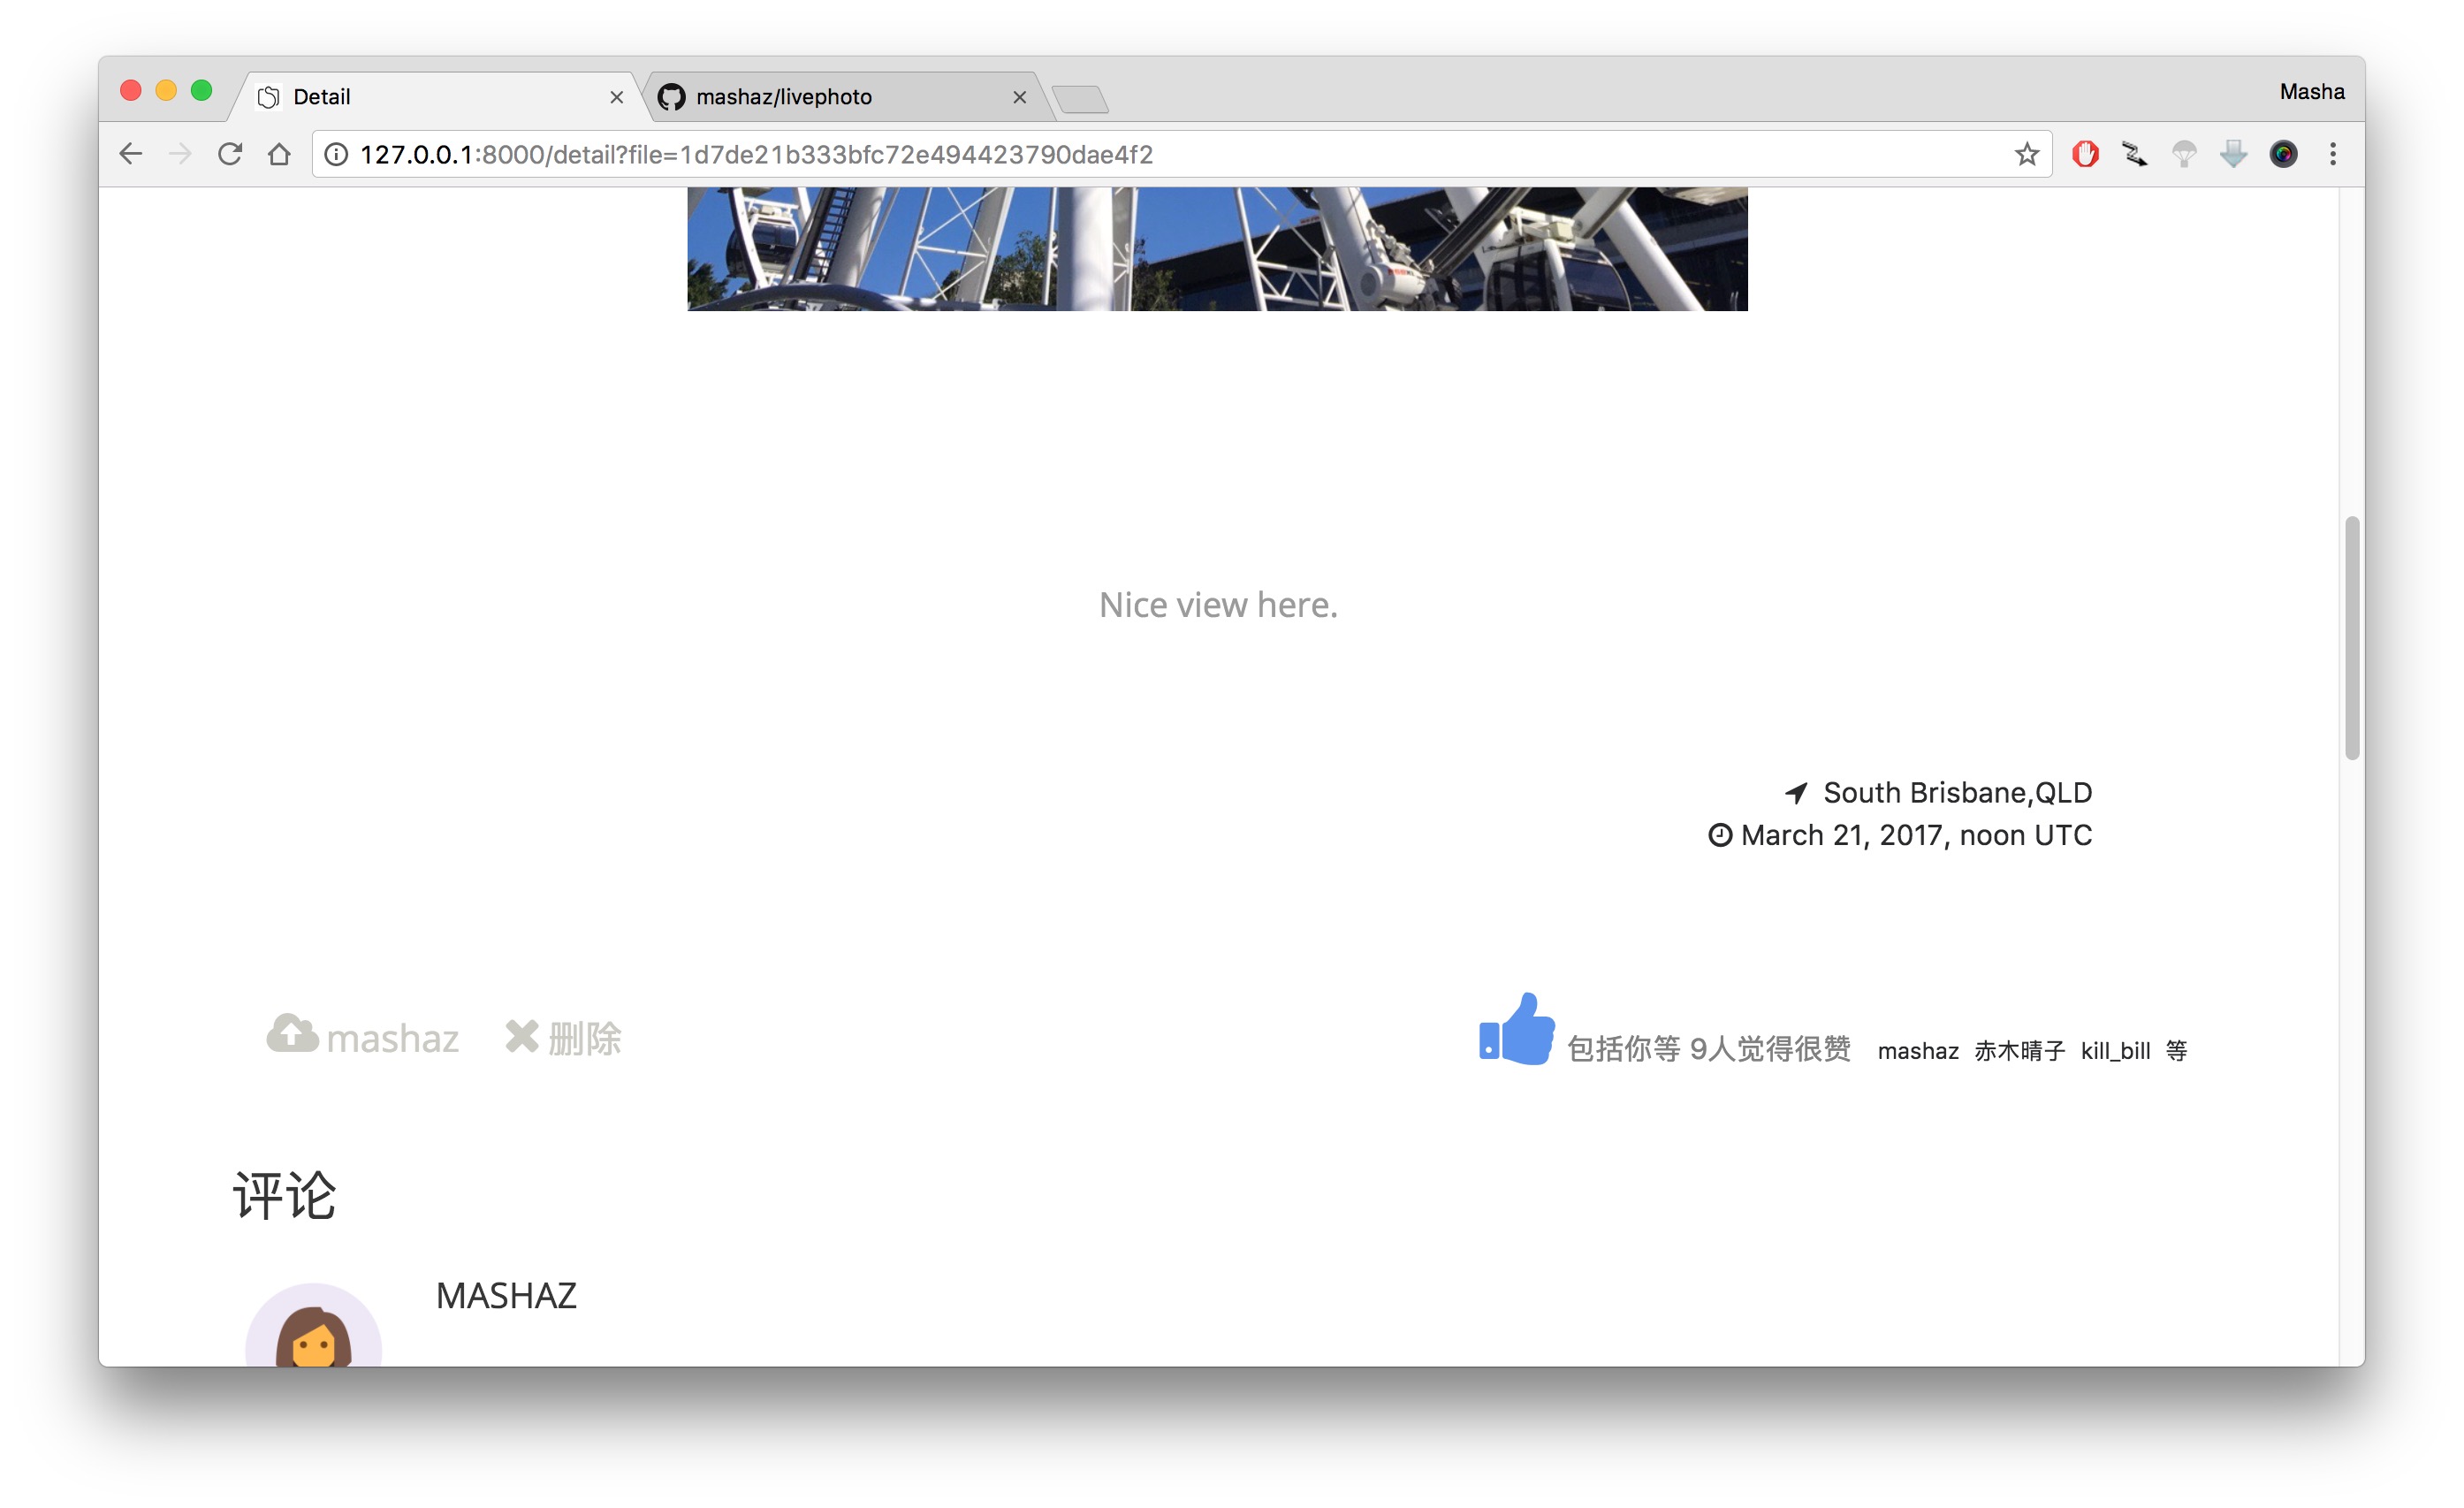 Detail
mashaz/livephoto
Masha
127.0.0.1:8000/detail?file=1d7de21b333bfc72e494423790dae4f2
Nice view here.
South Brisbane,QLD
March 21, 2017, noon UTC
mashaz 删除
包括你等 9人觉得很赞 mashaz 赤木晴子 kill_bill 等
评论
MASHAZ